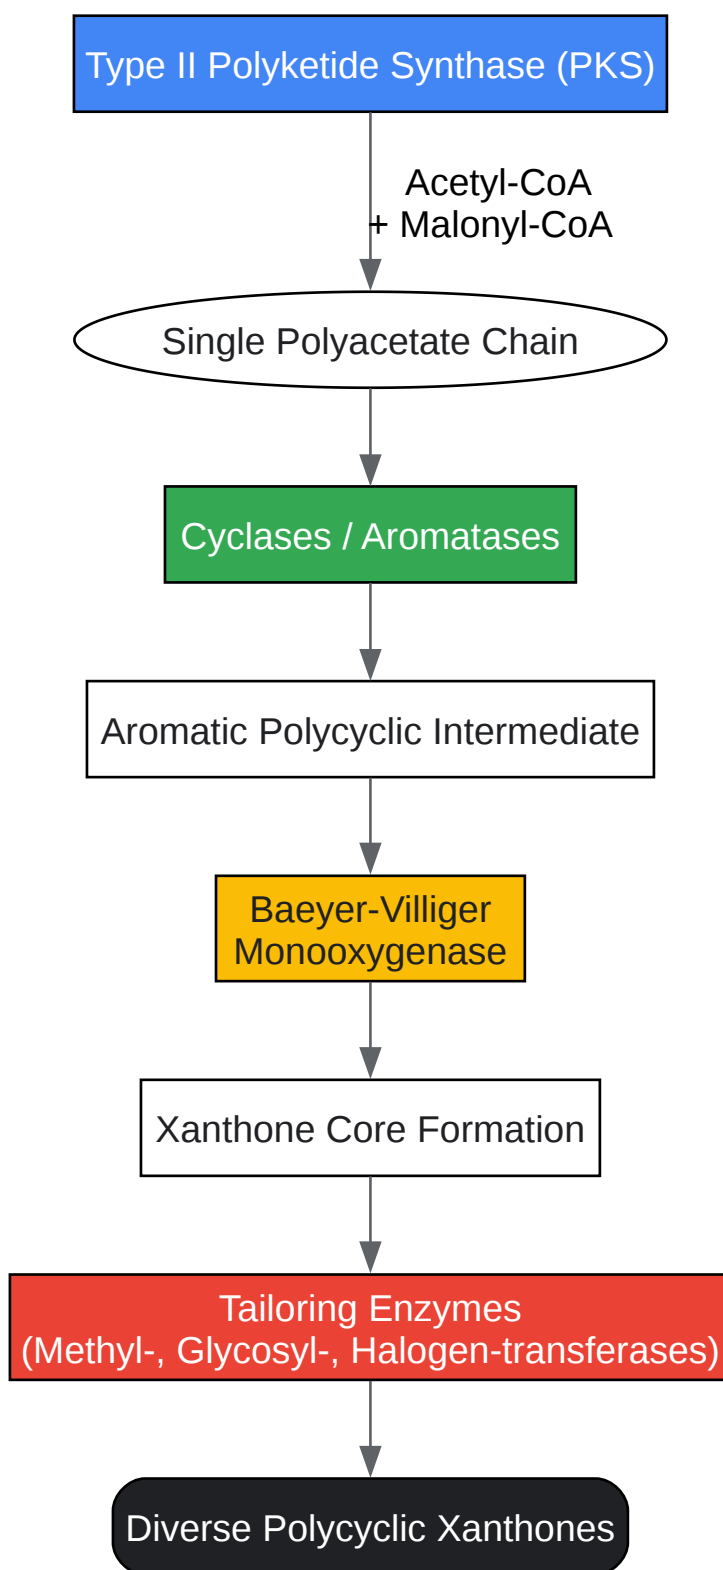 Type II Polyketide Synthase (PKS)
Acetyl-CoA
+ Malonyl-CoA
Single Polyacetate Chain
Cyclases / Aromatases
Aromatic Polycyclic Intermediate
Baeyer-Villiger
Monooxygenase
Xanthone Core Formation
Tailoring Enzymes
(Methyl-, Glycosyl-, Halogen-transferases)
Diverse Polycyclic Xanthones